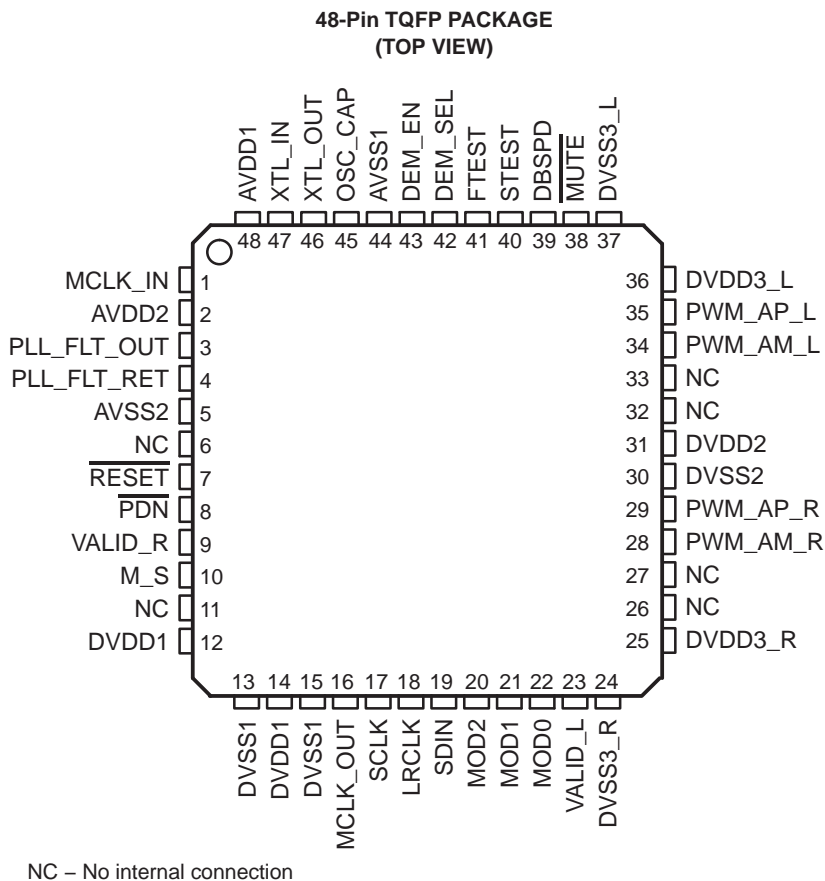 48-Pin TQFP PACKAGE
(TOP VIEW)
AVDD1
XTL_IN
XTL_OUT
OSC_CAP
AVSS1
DEM_EN
DEM_SEL
FTEST
STEST
DBSPD
MUTE
DVSS3_L
48 47 46 45 44 43 42 41 40 39 38 37
MCLK_IN 1
AVDD2 2
PLL_FLT_OUT 3
PLL_FLT_RET 4
AVSS2 5
NC 6
RESET 7
PDN 8
VALID_R 9
M_S 10
NC 11
DVDD1 12
36 DVDD3_L
35 PWM_AP_L
34 PWM_AM_L
33 NC
32 NC
31 DVDD2
30 DVSS2
29 PWM_AP_R
28 PWM_AM_R
27 NC
26 NC
25 DVDD3_R
13 14 15 16 17 18 19 20 21 22 23 24
DVSS1
DVDD1
DVSS1
MCLK_OUT
SCLK
LRCLK
SDIN
MOD2
MOD1
MOD0
VALID_L
DVSS3_R
NC – No internal connection